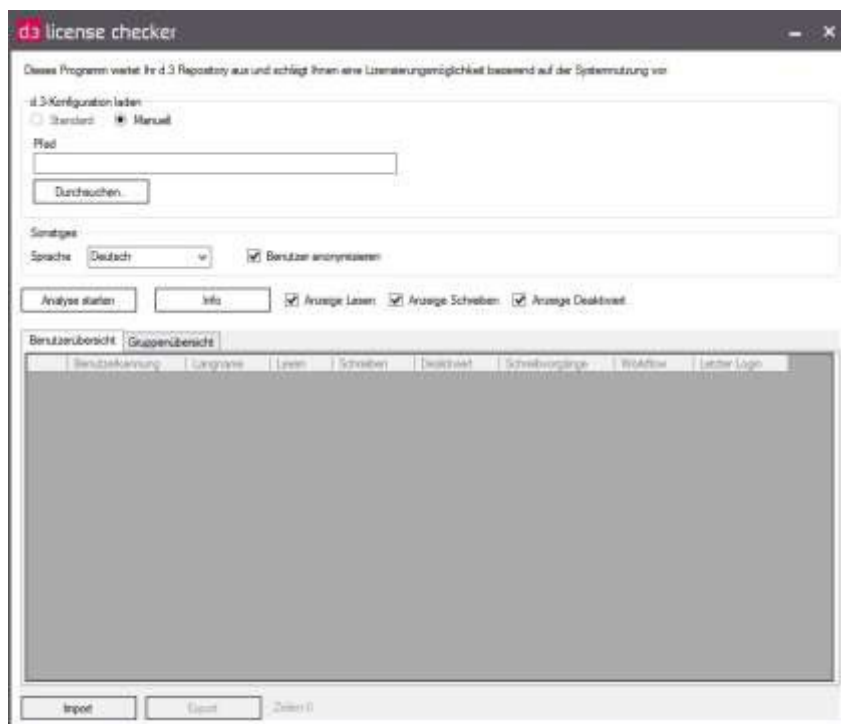 d3 license checker
Dieses Programm wertet Ihr d.3 Repository aus und schlägt Ihnen eine Lizensierungsmöglichkeit basierend auf der Systemnutzung vor
d.3-Konfiguration laden
Standard Manuell
Pfad
Durchsuchen...
Sonstiges
Sprache Deutsch Benutzer anonymisieren
Analyse starten Info Anzeige Lesen Anzeige Schreiben Anzeige Deaktiviert
Benutzerübersicht Gruppenübersicht
Benutzerkennung Langname Lesen Schreiben Deaktiviert Schreibvorgänge Workflow Letzter Login
Import Export Zeilen 0